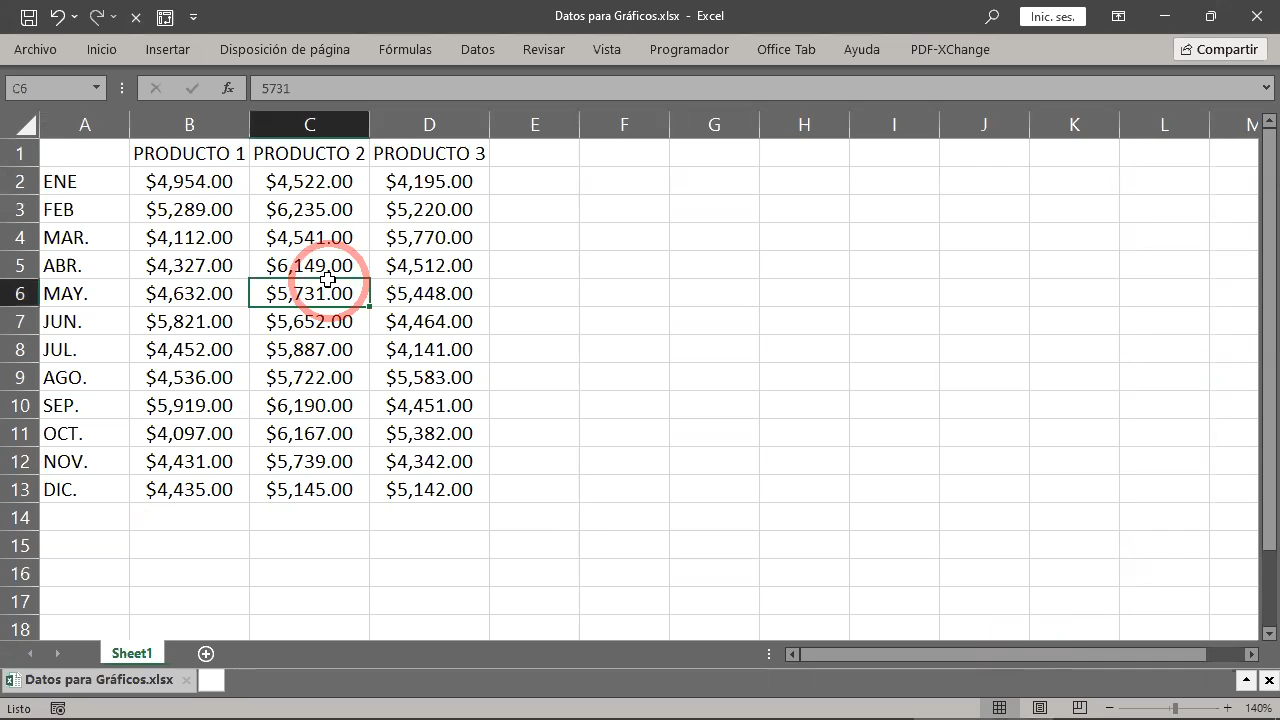 Datos para Gráficos.xlsx - Excel
Inic. ses.
Archivo Inicio Insertar Disposición de página Fórmulas Datos Revisar Vista Programador Office Tab Ayuda PDF-XChange Compartir
C6 fx 5731
A B C D E F G H I J K L M
1 PRODUCTO 1 PRODUCTO 2 PRODUCTO 3
2 ENE $4,954.00 $4,522.00 $4,195.00
3 FEB $5,289.00 $6,235.00 $5,220.00
4 MAR. $4,112.00 $4,541.00 $5,770.00
5 ABR. $4,327.00 $6,149.00 $4,512.00
6 MAY. $4,632.00 $5,731.00 $5,448.00
7 JUN. $5,821.00 $5,652.00 $4,464.00
8 JUL. $4,452.00 $5,887.00 $4,141.00
9 AGO. $4,536.00 $5,722.00 $5,583.00
10 SEP. $5,919.00 $6,190.00 $4,451.00
11 OCT. $4,097.00 $6,167.00 $5,382.00
12 NOV. $4,431.00 $5,739.00 $4,342.00
13 DIC. $4,435.00 $5,145.00 $5,142.00
14
15
16
17
18
Sheet1
Datos para Gráficos.xlsx
Listo 140%